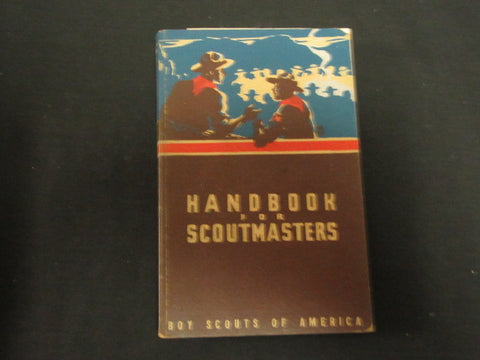 HANDBOOK
FOR
SCOUTMASTERS
BOY SCOUTS OF AMERICA